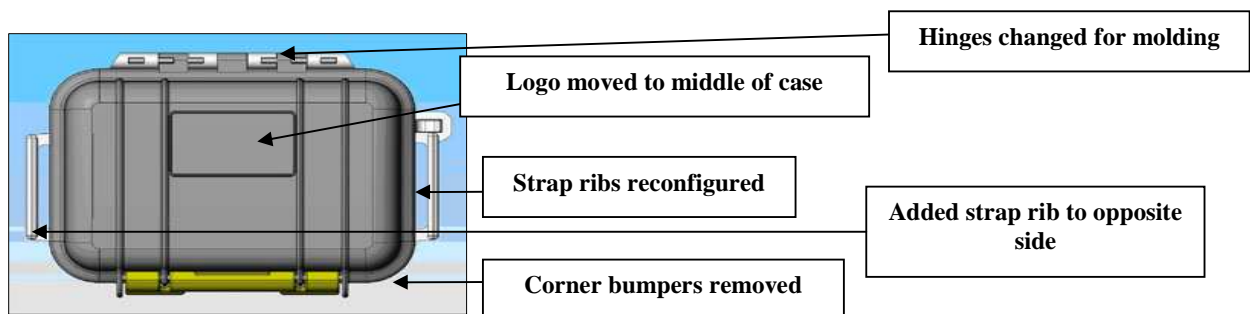 Hinges changed for molding
Logo moved to middle of case
Strap ribs reconfigured
Added strap rib to opposite
side
Corner bumpers removed